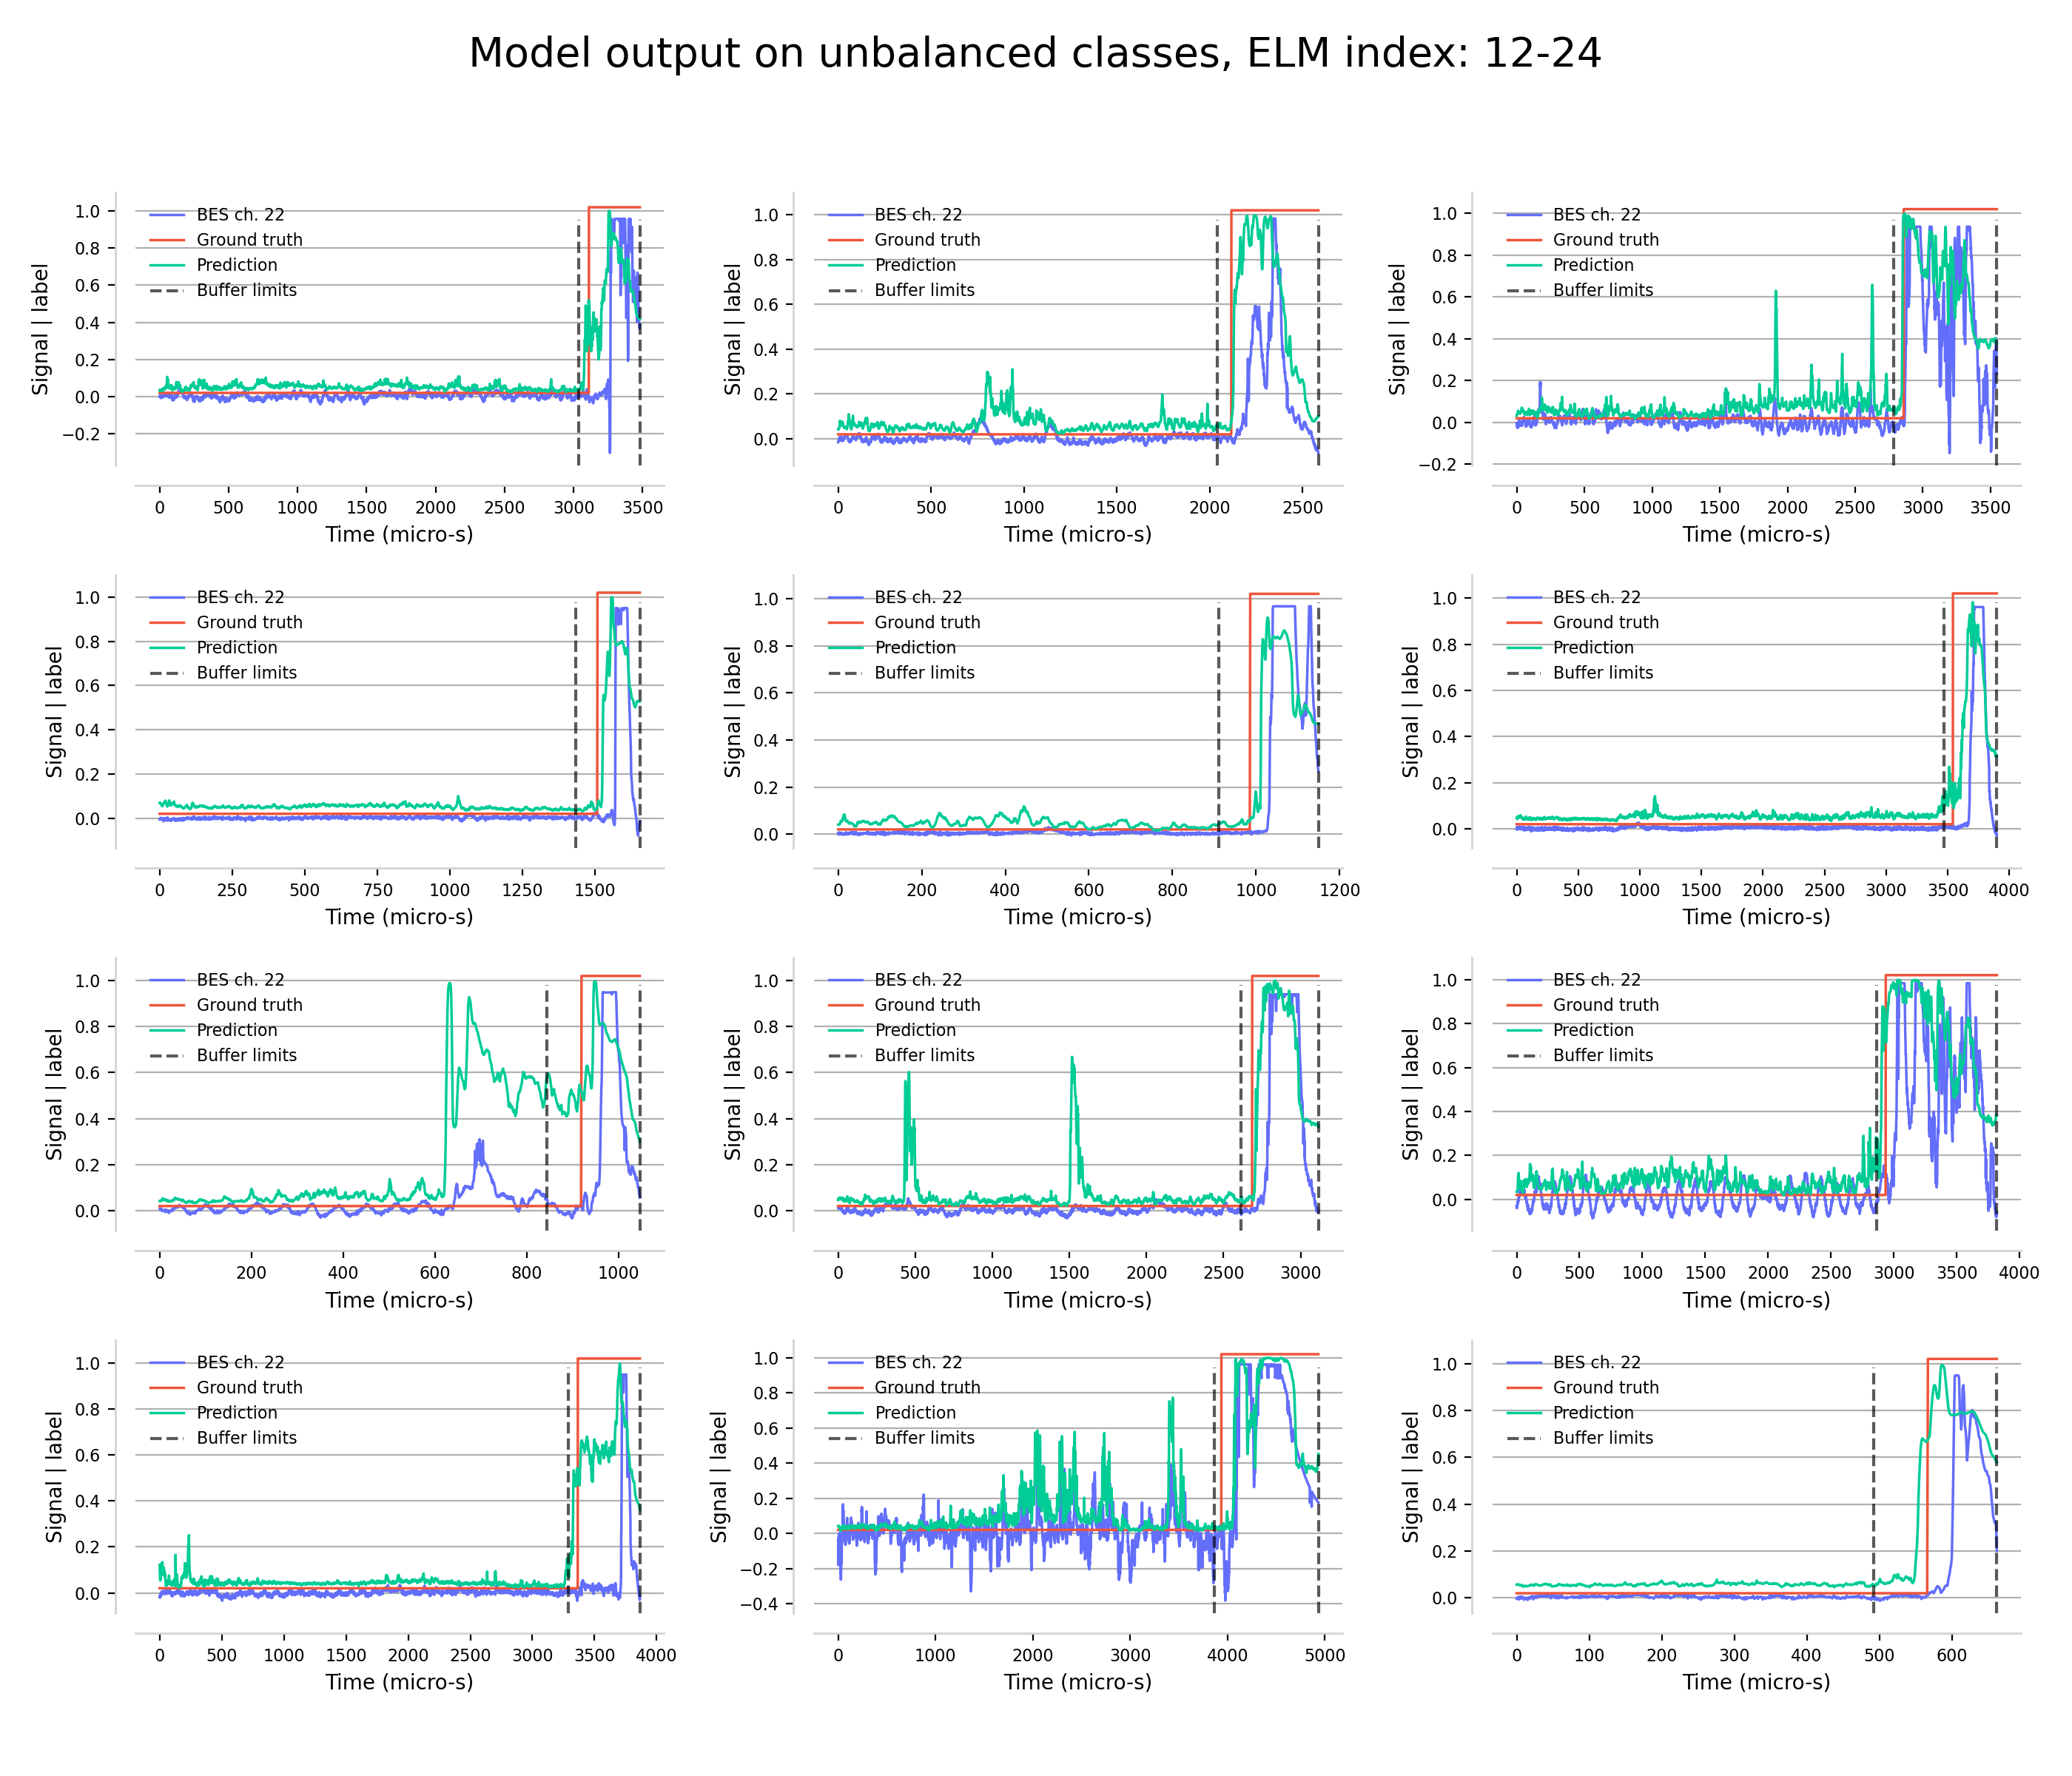 Model output on unbalanced classes, ELM index: 12-24
BES ch. 22
Ground truth
Prediction
Buffer limits
Signal | label
1.0
0.8
0.6
0.4
0.2
0.0
−0.2
0 500 1000 1500 2000 2500 3000 3500
Time (micro-s)
BES ch. 22
Ground truth
Prediction
Buffer limits
Signal | label
1.0
0.8
0.6
0.4
0.2
0.0
0 500 1000 1500 2000 2500
Time (micro-s)
BES ch. 22
Ground truth
Prediction
Buffer limits
Signal | label
1.0
0.8
0.6
0.4
0.2
0.0
−0.2
0 500 1000 1500 2000 2500 3000 3500
Time (micro-s)
BES ch. 22
Ground truth
Prediction
Buffer limits
Signal | label
1.0
0.8
0.6
0.4
0.2
0.0
0 250 500 750 1000 1250 1500
Time (micro-s)
BES ch. 22
Ground truth
Prediction
Buffer limits
Signal | label
1.0
0.8
0.6
0.4
0.2
0.0
0 200 400 600 800 1000 1200
Time (micro-s)
BES ch. 22
Ground truth
Prediction
Buffer limits
Signal | label
1.0
0.8
0.6
0.4
0.2
0.0
0 500 1000 1500 2000 2500 3000 3500 4000
Time (micro-s)
BES ch. 22
Ground truth
Prediction
Buffer limits
Signal | label
1.0
0.8
0.6
0.4
0.2
0.0
0 200 400 600 800 1000
Time (micro-s)
BES ch. 22
Ground truth
Prediction
Buffer limits
Signal | label
1.0
0.8
0.6
0.4
0.2
0.0
0 500 1000 1500 2000 2500 3000
Time (micro-s)
BES ch. 22
Ground truth
Prediction
Buffer limits
Signal | label
1.0
0.8
0.6
0.4
0.2
0.0
0 500 1000 1500 2000 2500 3000 3500 4000
Time (micro-s)
BES ch. 22
Ground truth
Prediction
Buffer limits
Signal | label
1.0
0.8
0.6
0.4
0.2
0.0
0 500 1000 1500 2000 2500 3000 3500 4000
Time (micro-s)
BES ch. 22
Ground truth
Prediction
Buffer limits
Signal | label
1.0
0.8
0.6
0.4
0.2
0.0
−0.2
−0.4
0 1000 2000 3000 4000 5000
Time (micro-s)
BES ch. 22
Ground truth
Prediction
Buffer limits
Signal | label
1.0
0.8
0.6
0.4
0.2
0.0
0 100 200 300 400 500 600
Time (micro-s)